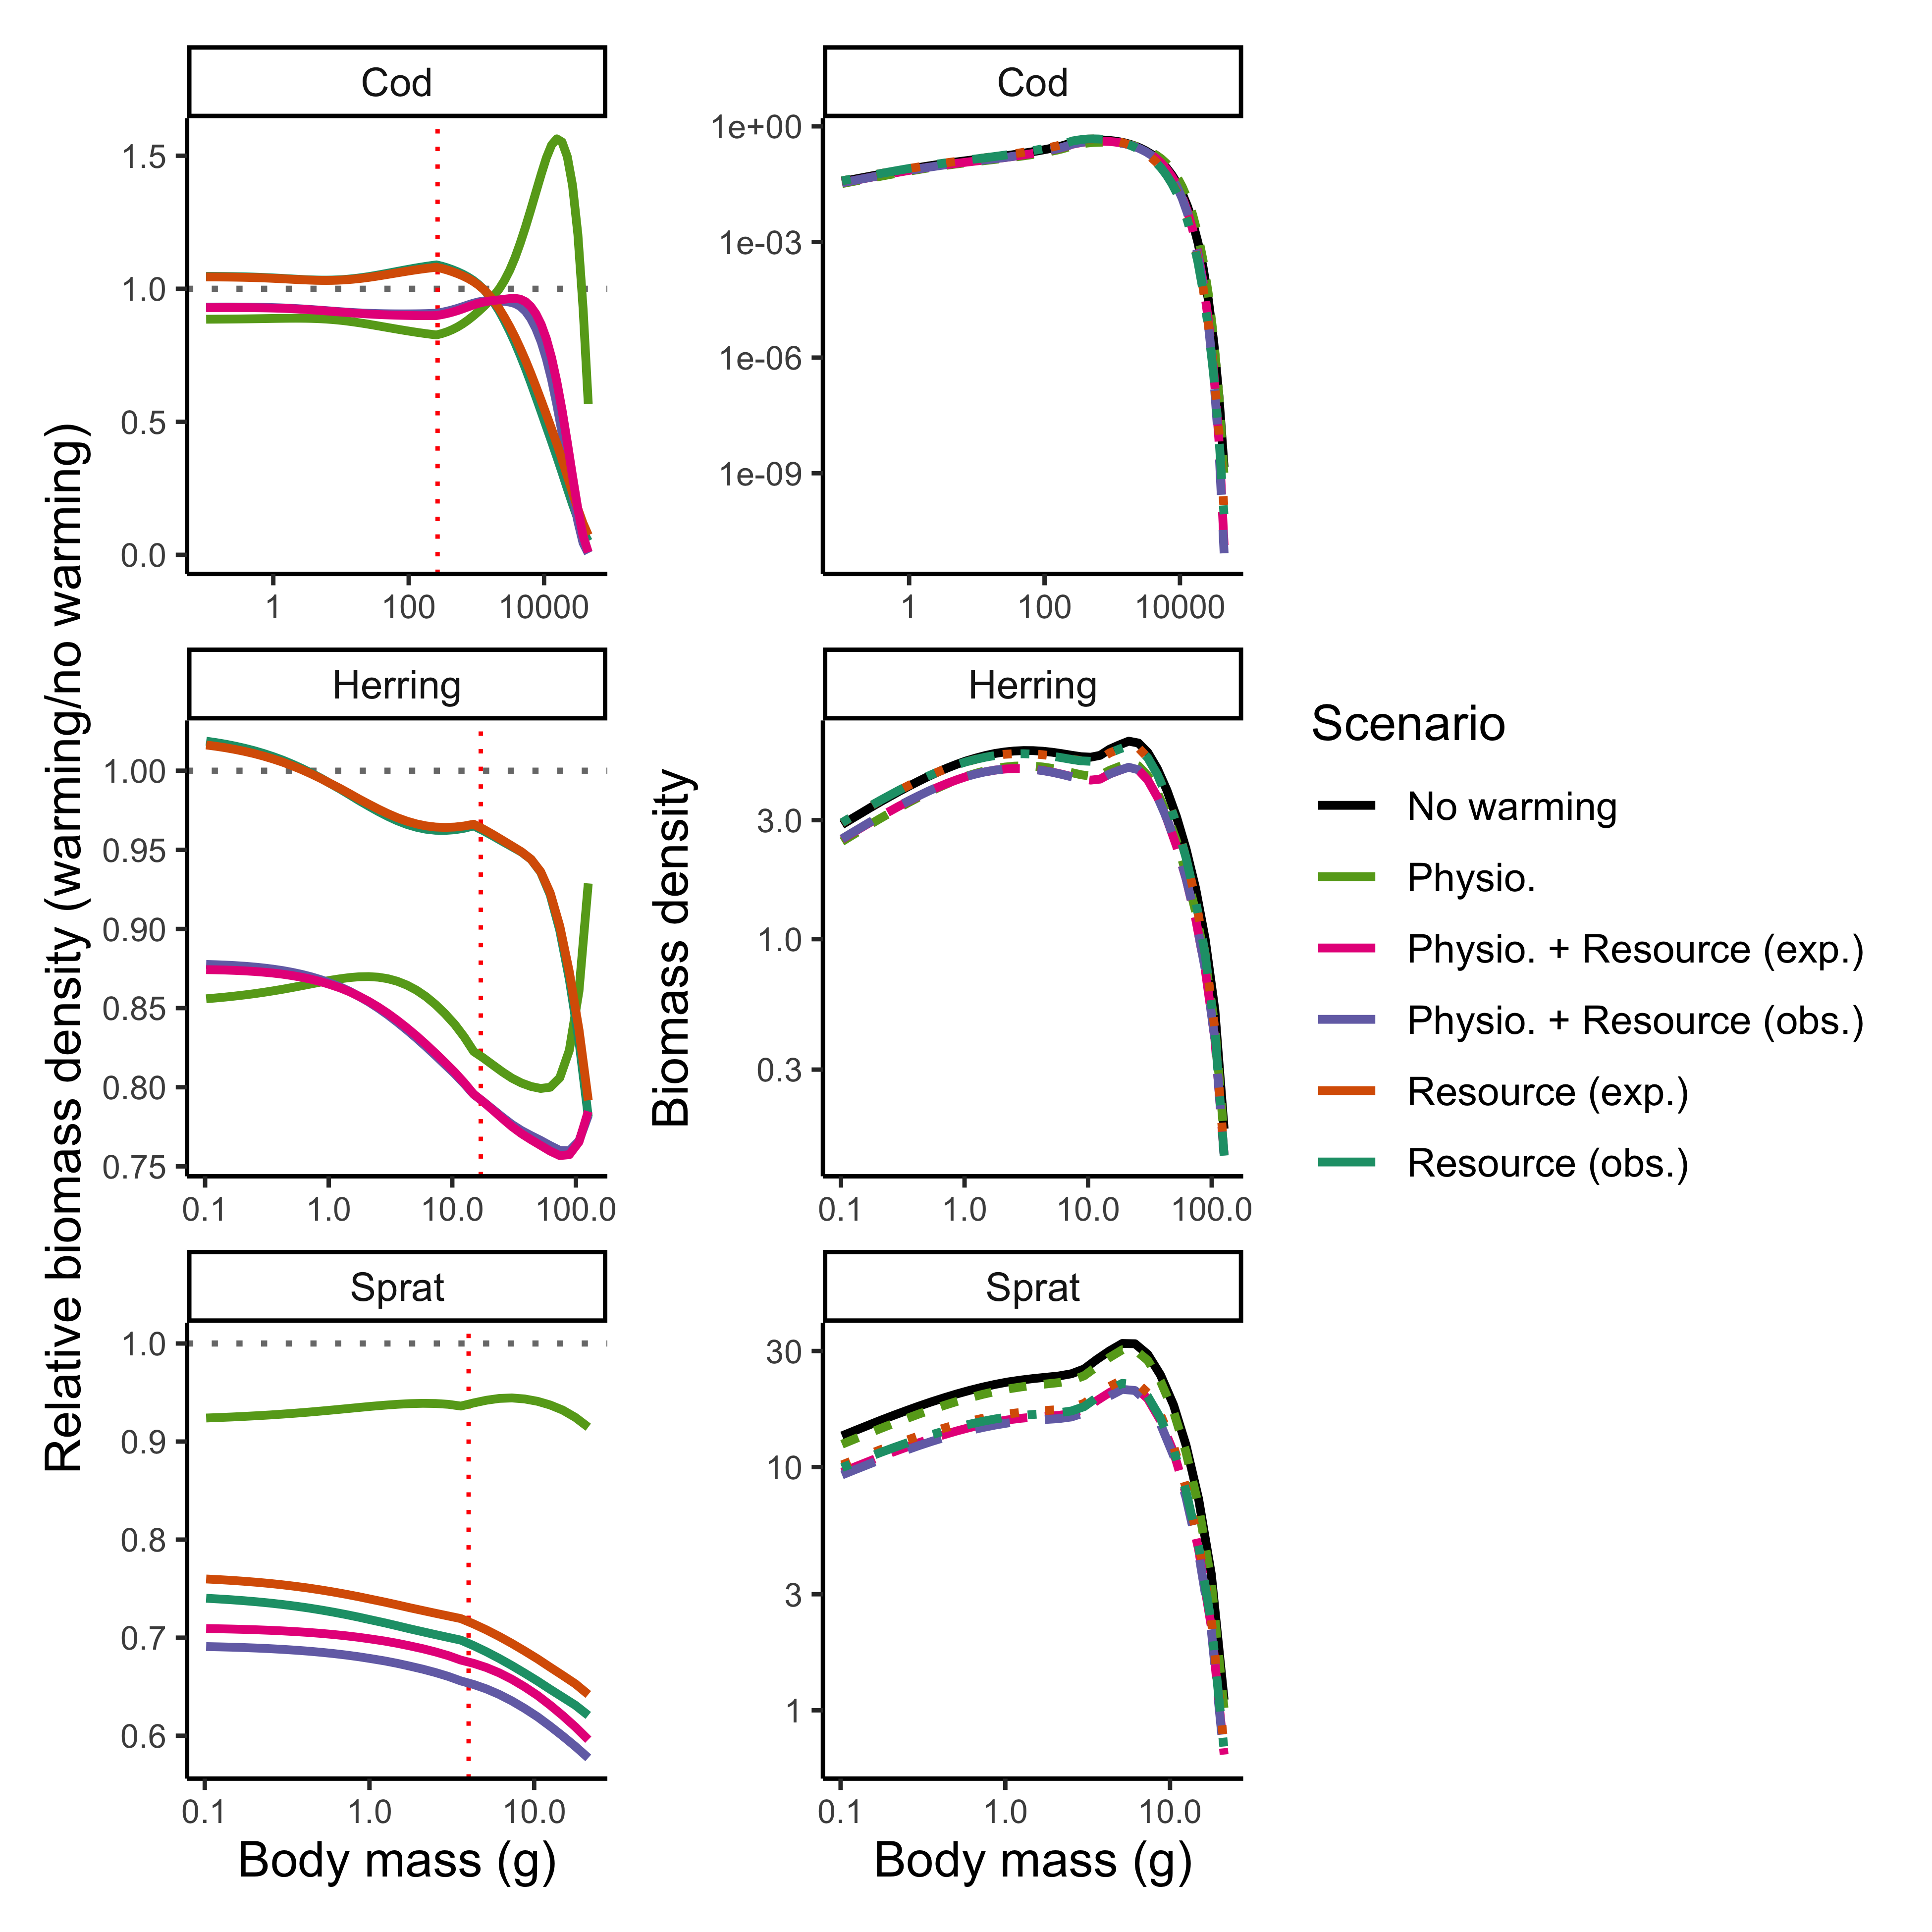 Cod
1.5
1.0
0.5
0.0
1
100
10000
Cod
1e+00
1e-03
1e-06
1e-09
1
100
10000
Relative biomass density (warming/no warming)
Herring
1.00
0.95
0.90
0.85
0.80
0.75
0.1
1.0
10.0
100.0
Biomass density
Herring
3.0
1.0
0.3
0.1
1.0
10.0
100.0
Sprat
1.0
0.9
0.8
0.7
0.6
0.1
1.0
10.0
Body mass (g)
Sprat
30
10
3
1
0.1
1.0
10.0
Body mass (g)
Scenario
No warming
Physio.
Physio. + Resource (exp.)
Physio. + Resource (obs.)
Resource (exp.)
Resource (obs.)